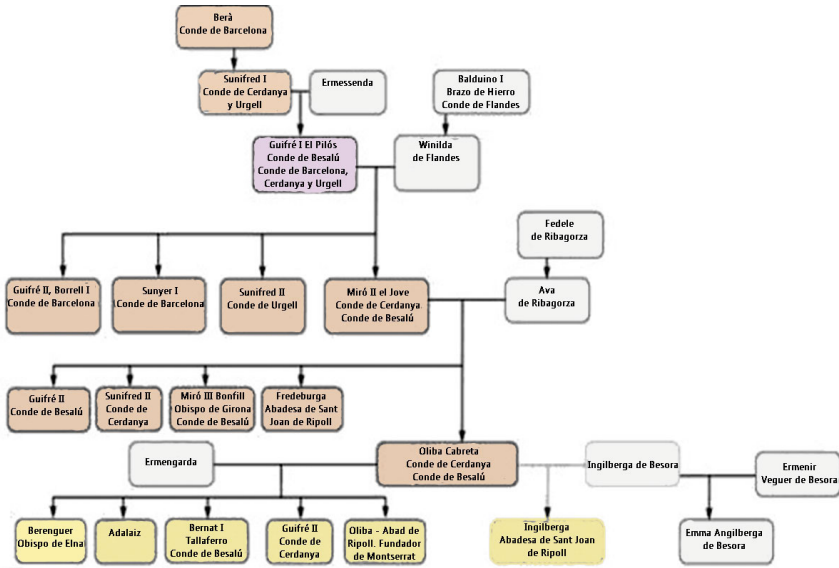 Berà
Conde de Barcelona
Sunifred I
Conde de Cerdanya
y Urgell
Ermessenda
Balduino I
Brazo de Hierro
Conde de Flandes
Guifré I El Pilós
Conde de Besalú
Conde de Barcelona,
Cerdanya y Urgell
Winilda
de Flandes
Fedele
de Ribagorza
Guifré II, Borrell I
Conde de Barcelona
Sunyer I
Conde de Barcelona
Sunifred II
Conde de Urgell
Miró II el Jove
Conde de Cerdanya
Conde de Besalú
Ava
de Ribagorza
Guifré II
Conde de Besalú
Sunifred II
Conde de
Cerdanya
Miró III Bonfill
Obispo de Girona
Conde de Besalú
Fredeburga
Abadesa de Sant
Joan de Ripoll
Ermengarda
Oliba Cabreta
Conde de Cerdanya
Conde de Besalú
Ingilberga de Besora
Ermenir
Veguer de Besora
Berenguer
Obispo de Elna
Adalaiz
Bernat I
Tallaferro
Conde de Besalú
Guifré II
Conde de
Cerdanya
Oliba - Abad de
Ripoll. Fundador
de Montserrat
Ingilberga
Abadesa de Sant Joan
de Ripoll
Emma Angilberga
de Besora